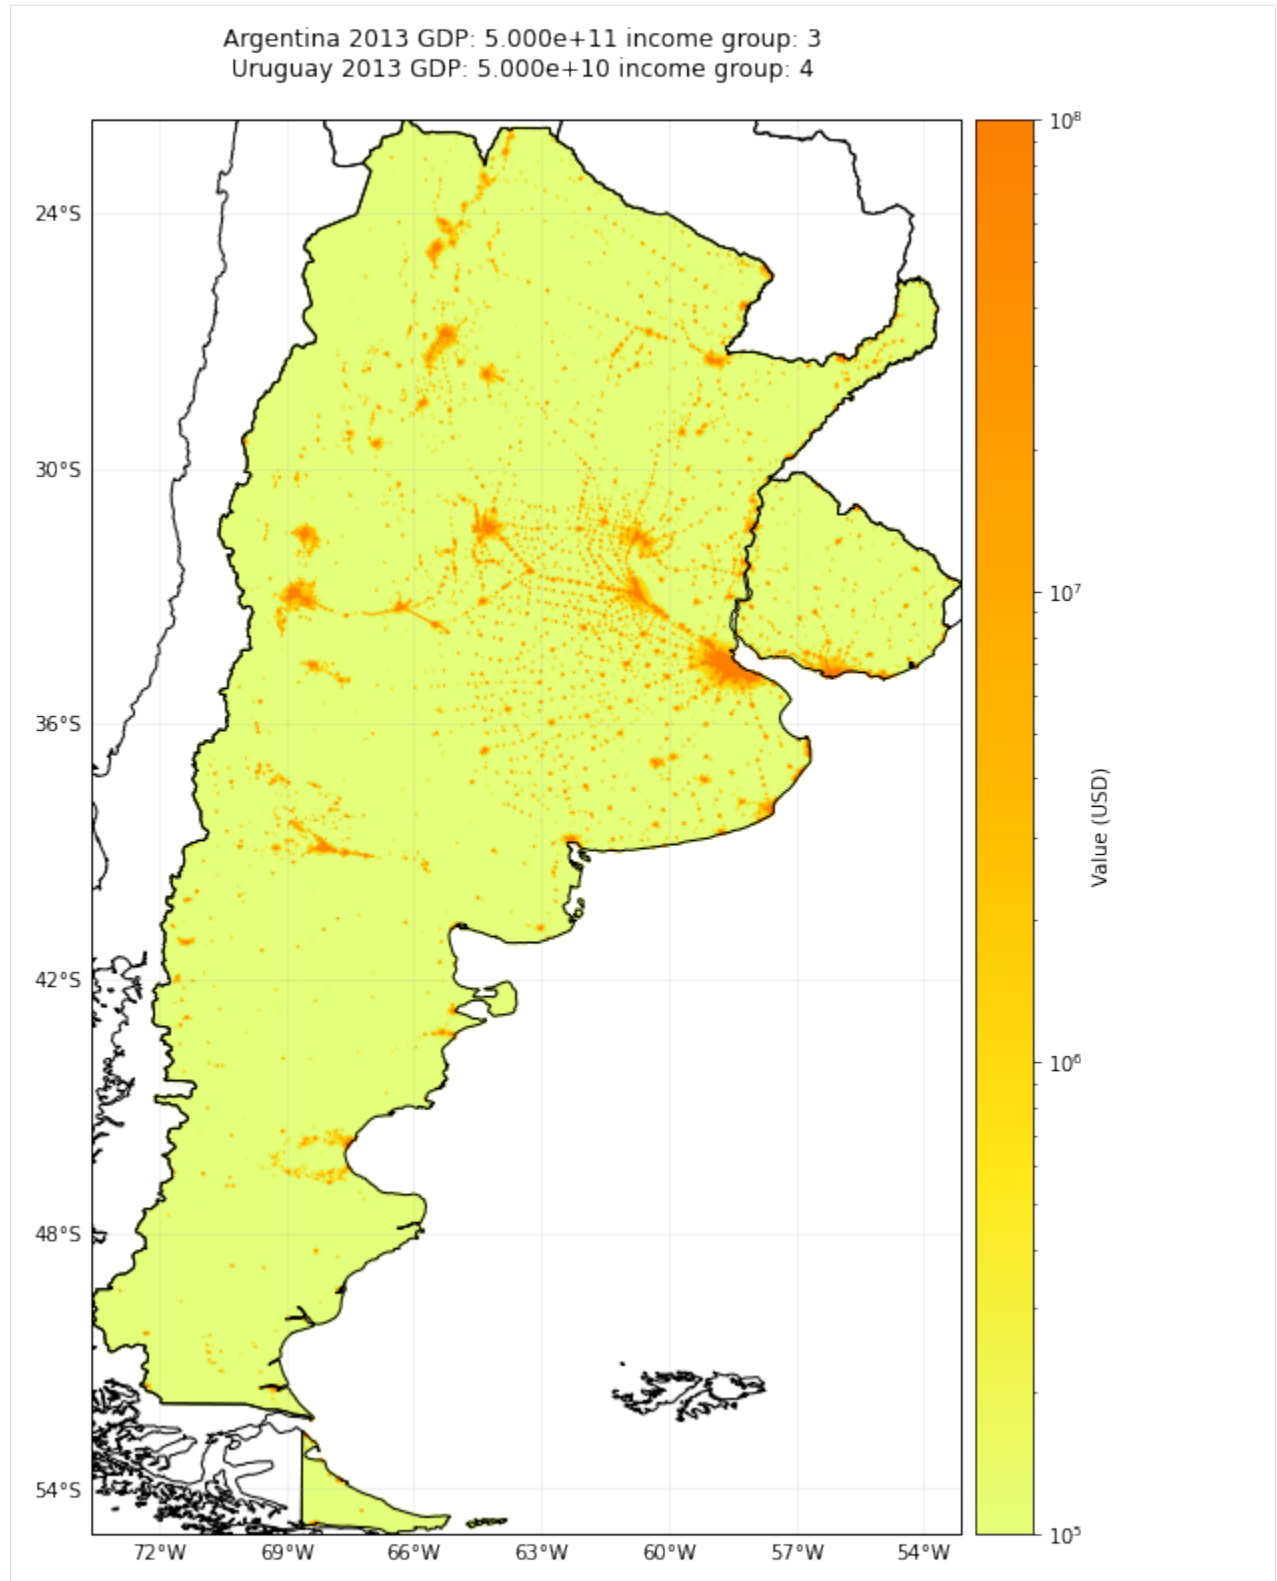 Argentina 2013 GDP: 5.000e+11 income group: 3
Uruguay 2013 GDP: 5.000e+10 income group: 4
24°S
30°S
36°S
42°S
48°S
54°S
72°W 69°W 66°W 63°W 60°W 57°W 54°W
10⁸
10⁷
10⁶
10⁵
Value (USD)